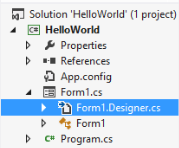 Solution 'HelloWorld' (1 project)
C# HelloWorld
Properties
References
App.config
Form1.cs
Form1.Designer.cs
Form1
C# Program.cs